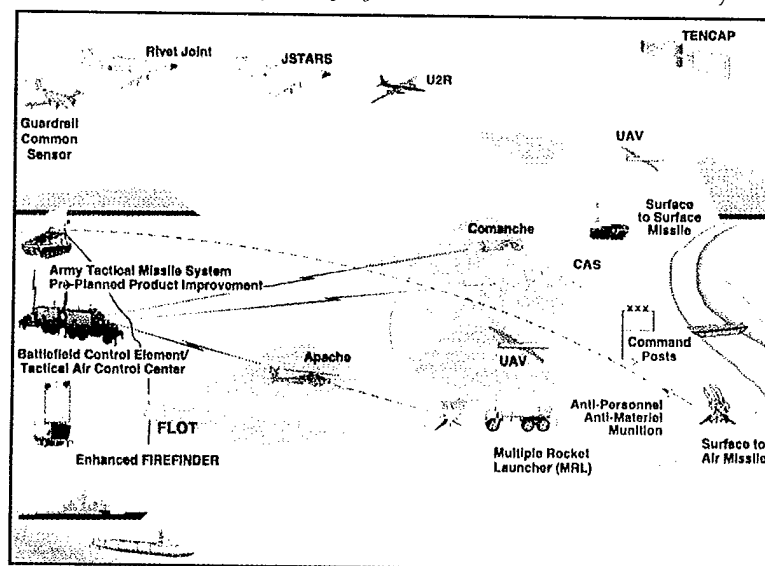 Rivet Joint
JSTARS
U2R
TENCAP
Guardrail
Common
Sensor
UAV
Surface
to Surface
Missile
Comanche
CAS
Army Tactical Missile System
Pre-Planned Product Improvement
XXX
Command
Posts
Battlefield Control Element/
Tactical Air Control Center
Apache
UAV
FLOT
Enhanced FIREFINDER
Multiple Rocket
Launcher (MRL)
Anti-Personnel
Anti-Materiel
Munition
Surface to
Air Missile